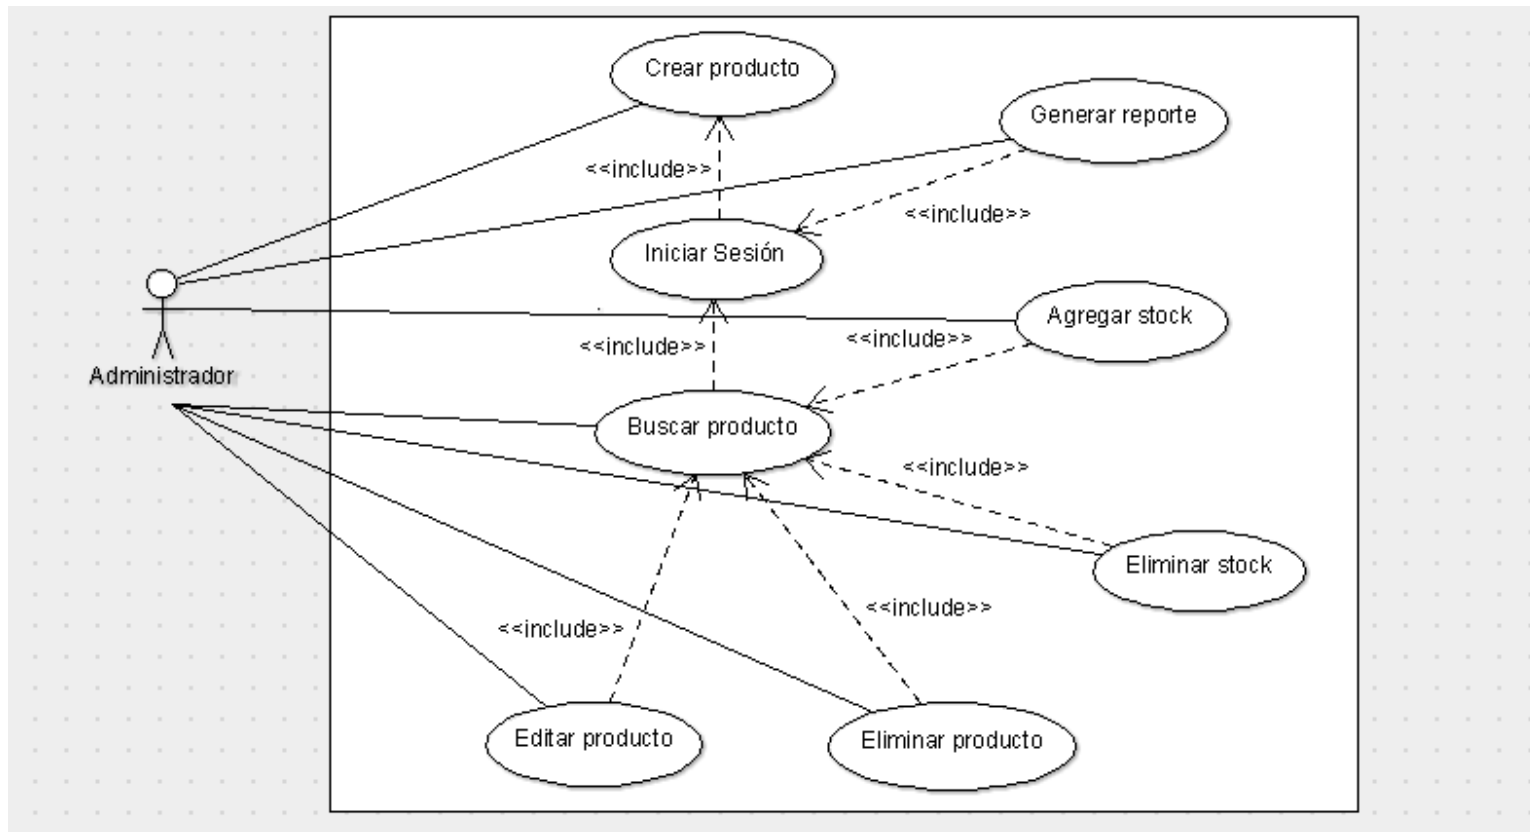 Crear producto
Generar reporte
<<include>>
<<include>>
Iniciar Sesión
Agregar stock
<<include>>
<<include>>
Administrador
Buscar producto
<<include>>
Eliminar stock
<<include>>
<<include>>
Editar producto
Eliminar producto